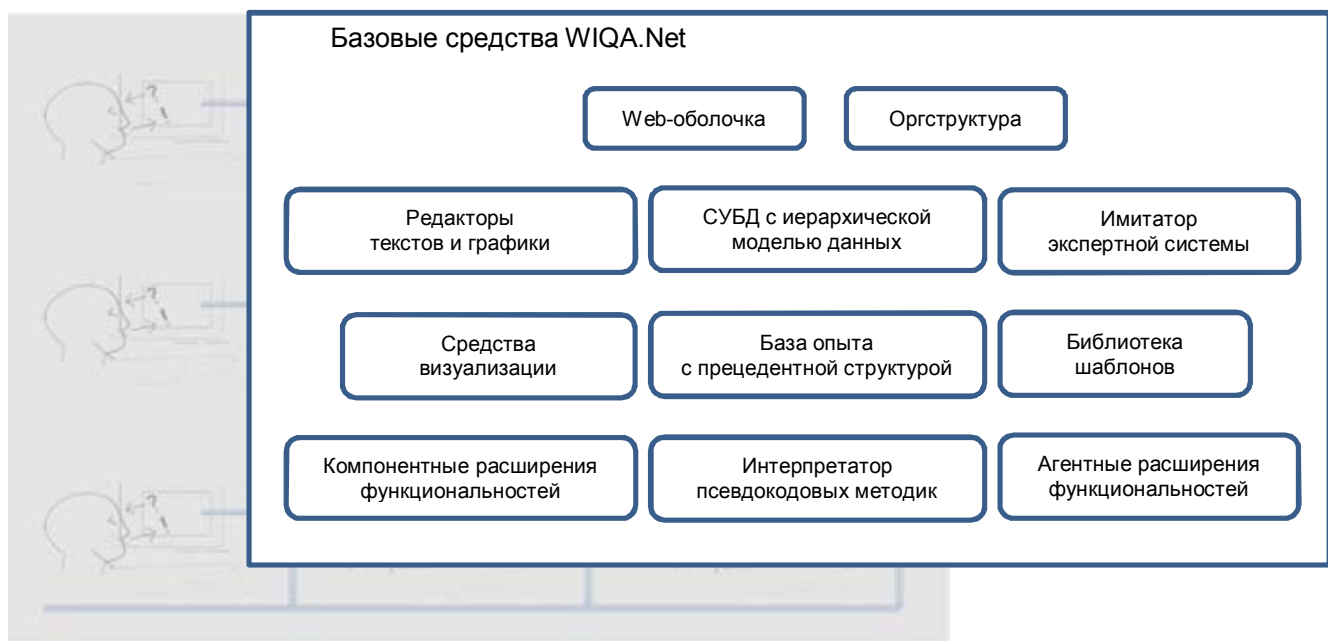 Базовые средства WIQA.Net
Web-оболочка
Оргструктура
Редакторы
текстов и графики
СУБД с иерархической
моделью данных
Имитатор
экспертной системы
Средства
визуализации
База опыта
с прецедентной структурой
Библиотека
шаблонов
Компонентные расширения
функциональностей
Интерпретатор
псевдокодовых методик
Агентные расширения
функциональностей
?
?
?